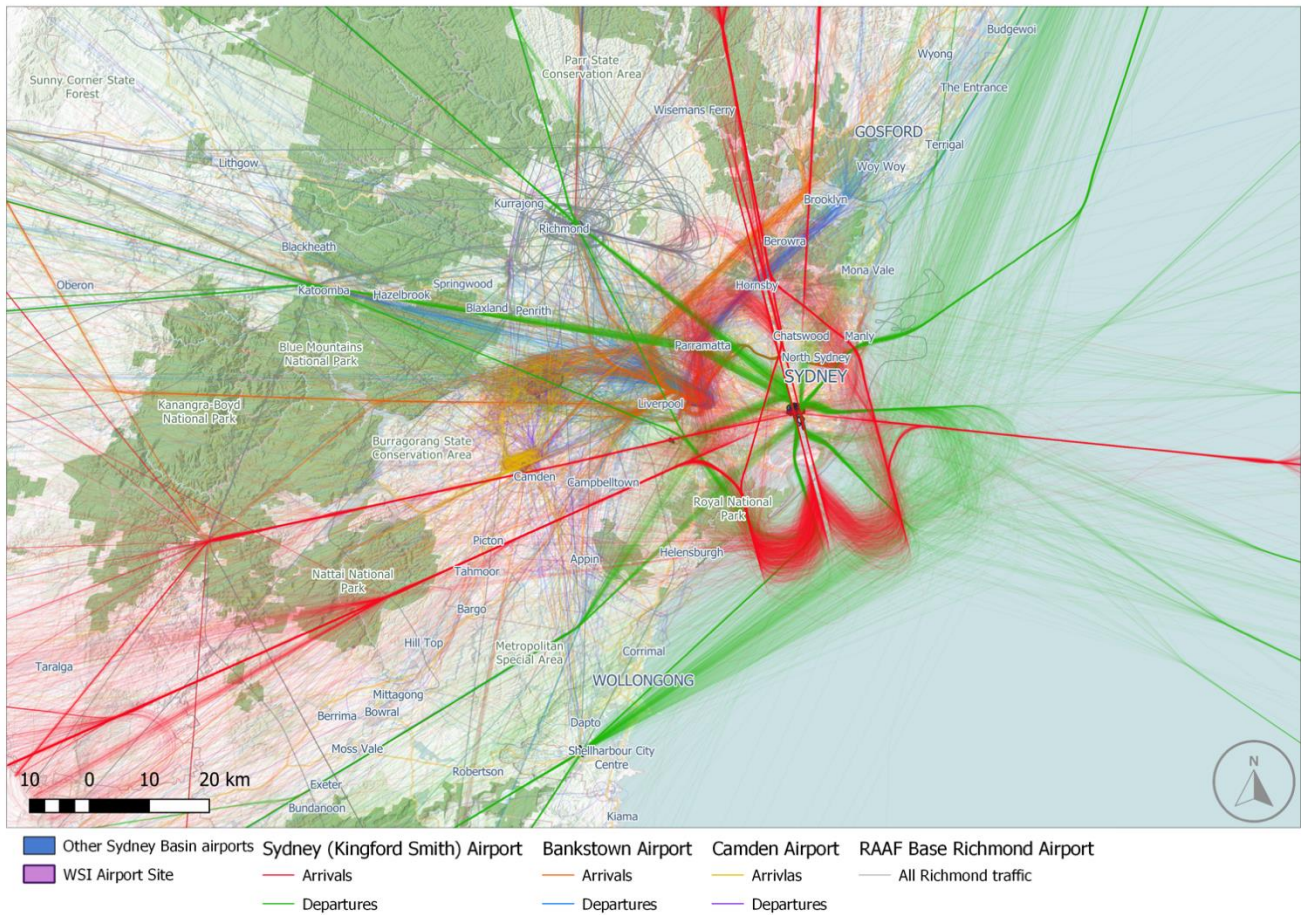 Budgewoi
Wyong
Parr State
Conservation Area
Sunny Corner State
Forest
The Entrance
Wisemans Ferry
GOSFORD
Terrigal
Lithgow
Woy Woy
Kurrajong
Brooklyn
Richmond
Blackheath
Berowra
Mona Vale
Oberon
Katoomba
Hazelbrook
Springwood
Hornsby
Blaxland
Penrith
Chatswood
Manly
Parramatta
Blue Mountains
National Park
North Sydney
SYDNEY
Kanangra-Boyd
National Park
Liverpool
Burragorang State
Conservation Area
Camden
Campbelltown
Royal National
Park
Picton
Helensburgh
Appin
Nattai National
Park
Tahmoor
Bargo
Hill Top
Metropolitan
Special Area
Corrimal
Taralga
WOLLONGONG
Mittagong
Berrima
Bowral
Dapto
Moss Vale
Shellharbour City
Centre
N
10 0 10 20 km
Robertson
Exeter
Bundanoon
Kiama
Other Sydney Basin airports
WSI Airport Site
Sydney (Kingford Smith) Airport
Arrivals
Departures
Bankstown Airport
Arrivals
Departures
Camden Airport
Arrivlas
Departures
RAAF Base Richmond Airport
All Richmond traffic